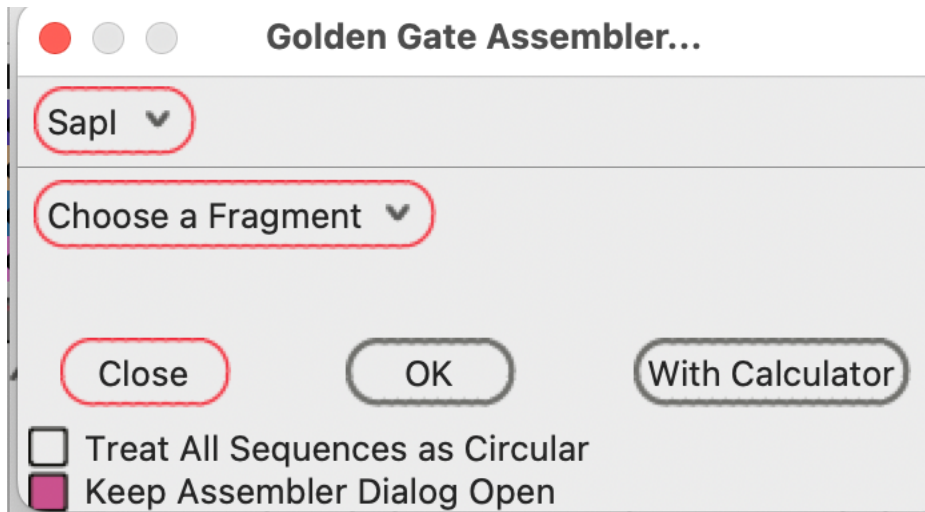 Golden Gate Assembler...
SapI
Choose a Fragment
Close OK With Calculator
Treat All Sequences as Circular
Keep Assembler Dialog Open